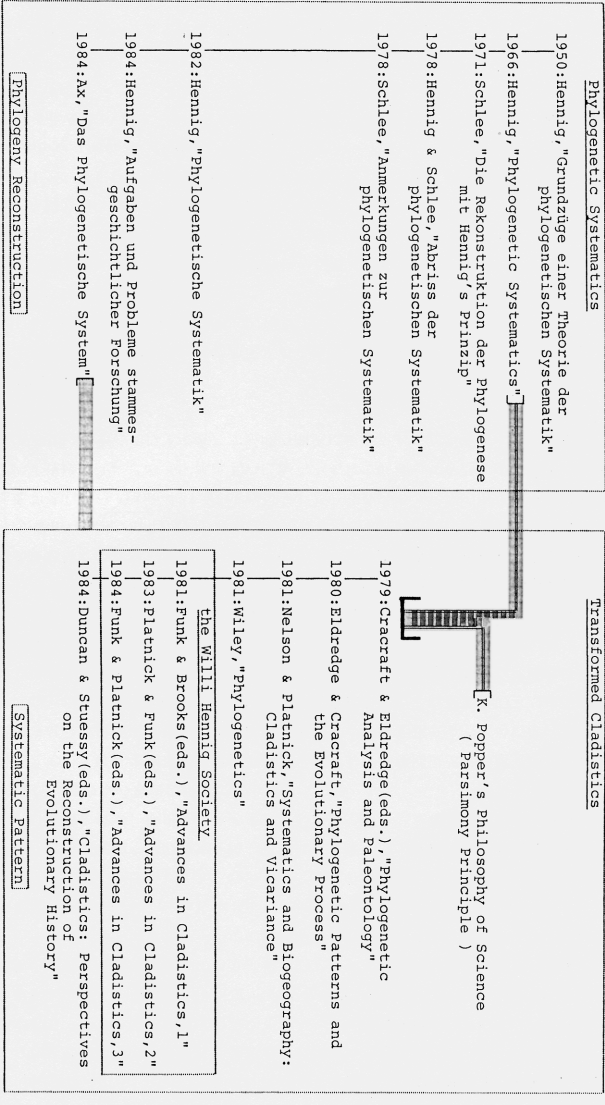 Phylogenetic Systematics
1950:Hennig,"Grundzüge einer Theorie der
phylogenetischen Systematik"
1966:Hennig,"Phylogenetic Systematics"
1971:Schlee,"Die Rekonstruktion der Phylogenese
mit Hennig's Prinzip"
1978:Hennig & Schlee,"Abriss der
phylogenetischen Systematik"
1978:Schlee,"Anmerkungen zur
phylogenetischen Systematik"
1982:Hennig,"Phylogenetische Systematik"
1984:Hennig,"Aufgaben und Probleme stammes-
geschichtlicher Forschung"
1984:Ax,"Das Phylogenetische System"
Phylogeny Reconstruction
Transformed Cladistics
K. Popper's Philosophy of Science
( Parsimony Principle )
1979:Cracraft & Eldredge(eds.),"Phylogenetic
Analysis and Paleontology"
1980:Eldredge & Cracraft,"Phylogenetic Patterns and
the Evolutionary Process"
1981:Nelson & Platnick,"Systematics and Biogeography:
Cladistics and Vicariance"
1981:Wiley,"Phylogenetics"
the Willi Hennig Society
1981:Funk & Brooks(eds.),"Advances in Cladistics,1"
1983:Platnick & Funk(eds.),"Advances in Cladistics,2"
1984:Funk & Platnick(eds.),"Advances in Cladistics,3"
1984:Duncan & Stuessy(eds.),"Cladistics: Perspectives
on the Reconstruction of
Evolutionary History"
Systematic Pattern